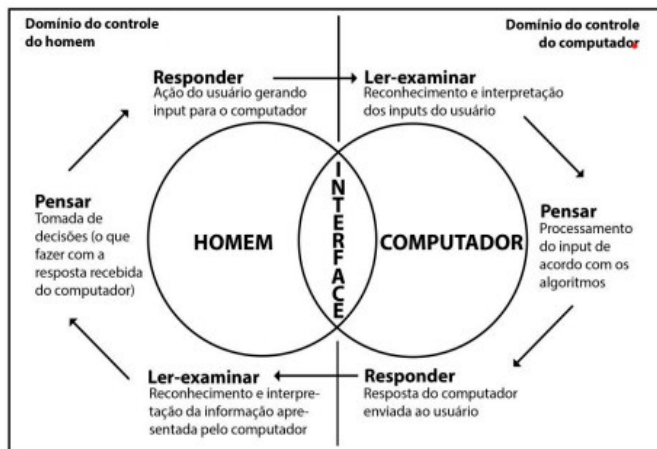 Domínio do controle
do homem
Domínio do controle
do computador
Responder
Ação do usuário gerando
input para o computador
Ler-examinar
Reconhecimento e interpretação
dos inputs do usuário
Pensar
Tomada de
decisões (o que
fazer com a
resposta recebida
do computador)
HOMEM
INTERFACE
COMPUTADOR
Pensar
Processamento
do input de
acordo com os
algoritmos
Ler-examinar
Reconhecimento e interpre-
tação da informação apre-
sentada pelo computador
Responder
Resposta do computador
enviada ao usuário